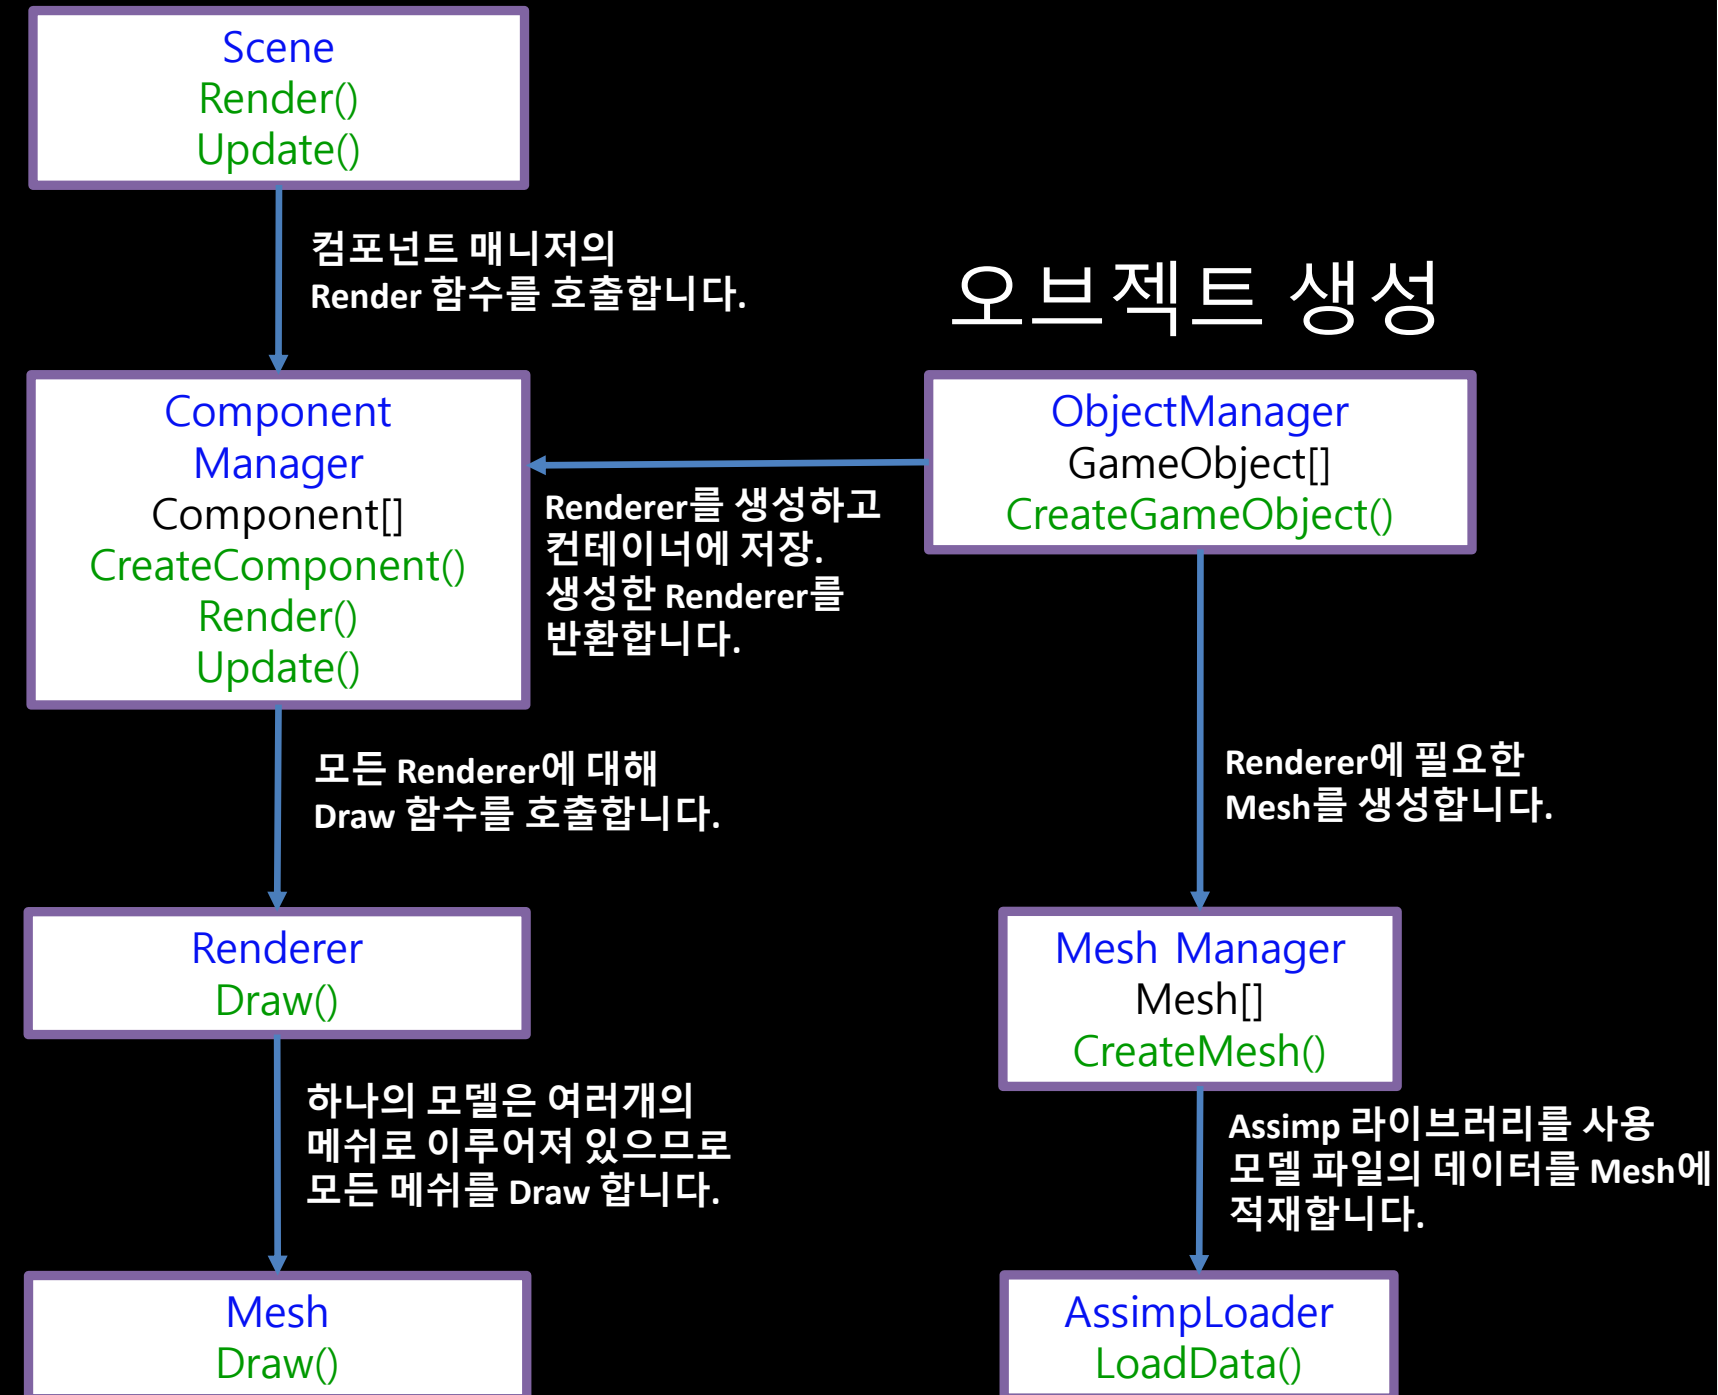 Scene
Render()
Update()
컴포넌트 매니저의
Render 함수를 호출합니다.
오브젝트 생성
Component
Manager
Component[]
CreateComponent()
Render()
Update()
Renderer를 생성하고
컨테이너에 저장.
생성한 Renderer를
반환합니다.
ObjectManager
GameObject[]
CreateGameObject()
모든 Renderer에 대해
Draw 함수를 호출합니다.
Renderer에 필요한
Mesh를 생성합니다.
Renderer
Draw()
Mesh Manager
Mesh[]
CreateMesh()
하나의 모델은 여러개의
메쉬로 이루어져 있으므로
모든 메쉬를 Draw 합니다.
Assimp 라이브러리를 사용
모델 파일의 데이터를 Mesh에
적재합니다.
Mesh
Draw()
AssimpLoader
LoadData()